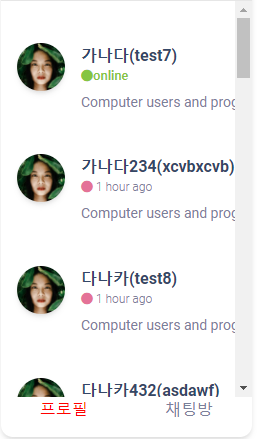 가나다(test7)
online
Computer users and prog
가나다234(xcvbxcvb)
1 hour ago
Computer users and prog
다나카(test8)
1 hour ago
Computer users and prog
다나카432(asdawf)
프로필 채팅방